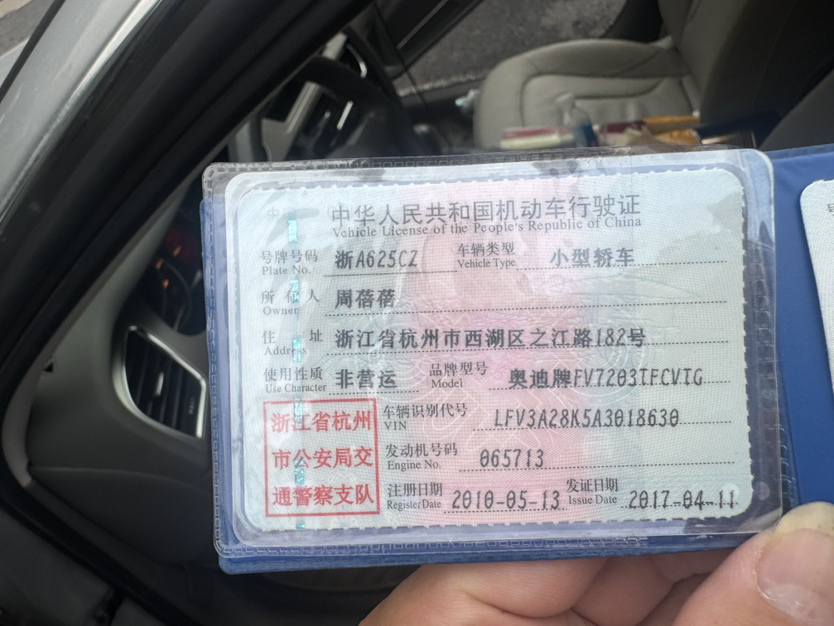 中华人民共和国机动车行驶证
Vehicle License of the People's Republic of China
号牌号码 浙A625CZ 车辆类型 小型轿车
Plate No. Vehicle Type
所有人 周蓓蓓
Owner
住址 浙江省杭州市西湖区之江路182号
Address
使用性质 非营运 品牌型号 奥迪牌FV7203TFCVTG
Use Character Model
浙江省杭州
市公安局交
通警察支队
车辆识别代号 LFV3A28K5A3018630
VIN
发动机号码 065713
Engine No.
注册日期 2010-05-13 发证日期 2017-04-11
Register Date Issue Date